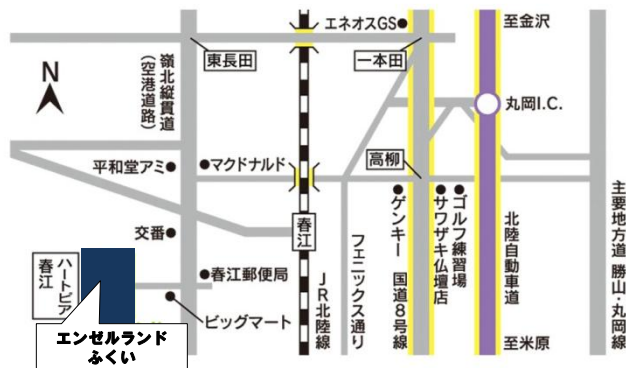 エネオスGS
至金沢
N
嶺北縦貫道
(空港道路)
東長田
一本田
丸岡I.C.
平和堂アミ
マクドナルド
高柳
交番
春江
ゲンキー
サワザキ仏壇店
ゴルフ練習場
国道8号線
北陸自動車道
主要地方道 勝山・丸岡線
フェニックス通り
JR北陸線
ハートピア
春江
春江郵便局
ビッグマート
至米原
エンゼルランド
ふくい